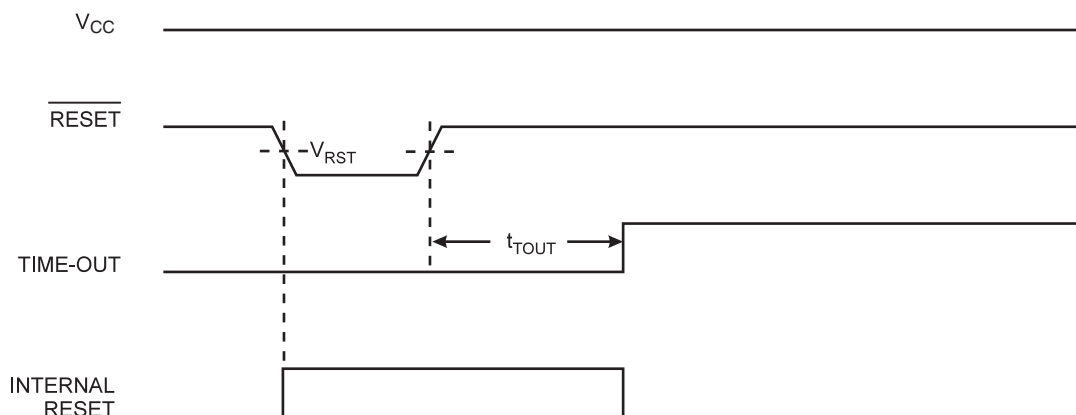 VCC
RESET
VRST
tTOUT
TIME-OUT
INTERNAL
RESET